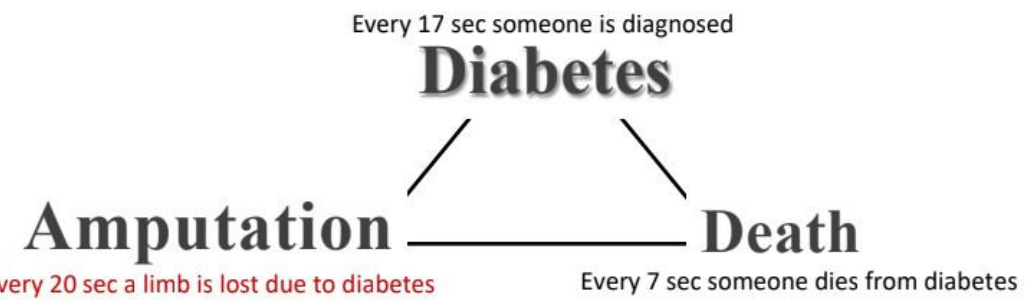 Every 17 sec someone is diagnosed
Diabetes
Amputation
Death
very 20 sec a limb is lost due to diabetes
Every 7 sec someone dies from diabetes